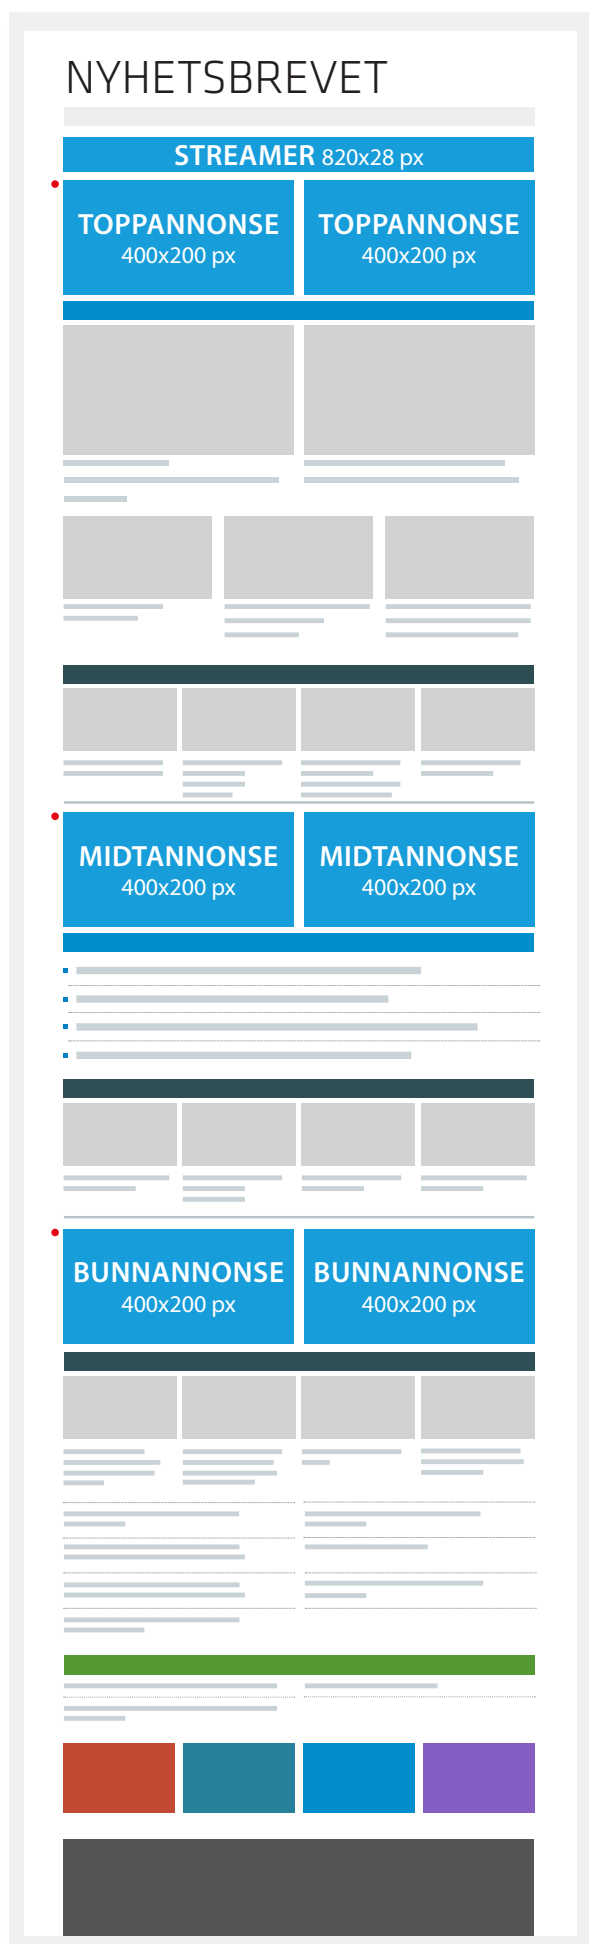 NYHETSBREVET
STREAMER 820x28 px
TOPPANNONSE
400x200 px
TOPPANNONSE
400x200 px
MIDTANNONSE
400x200 px
MIDTANNONSE
400x200 px
BUNNANNONSE
400x200 px
BUNNANNONSE
400x200 px